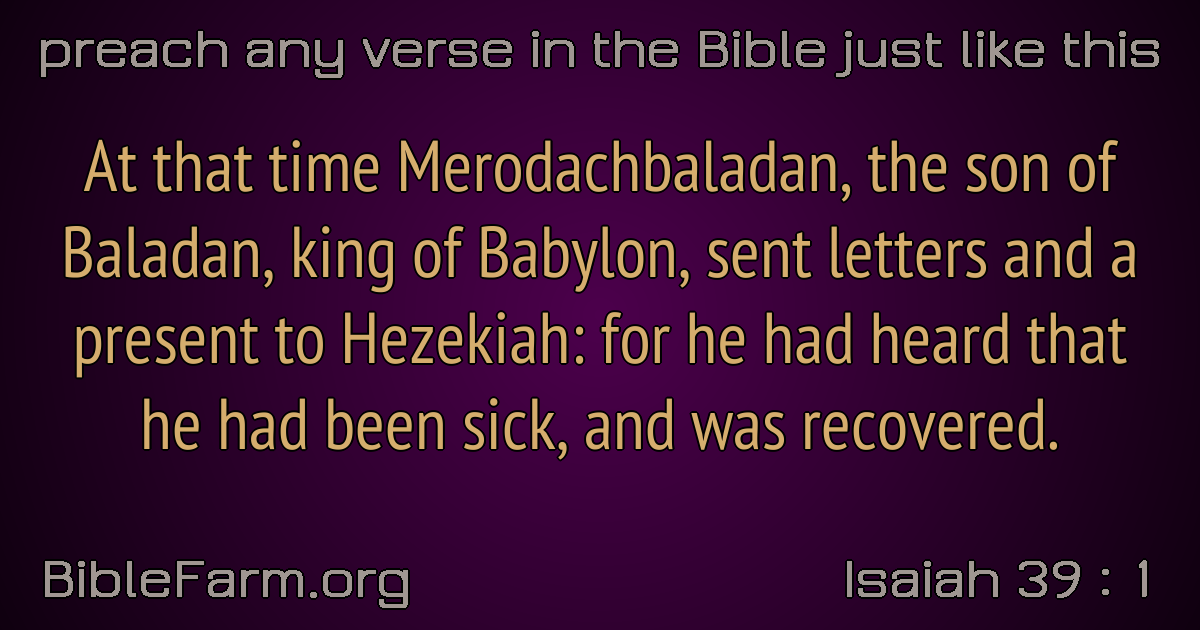 preach any verse in the Bible just like this
At that time Merodachbaladan, the son of
Baladan, king of Babylon, sent letters and a
present to Hezekiah: for he had heard that
he had been sick, and was recovered.
BibleFarm.org
Isaiah 39 : 1